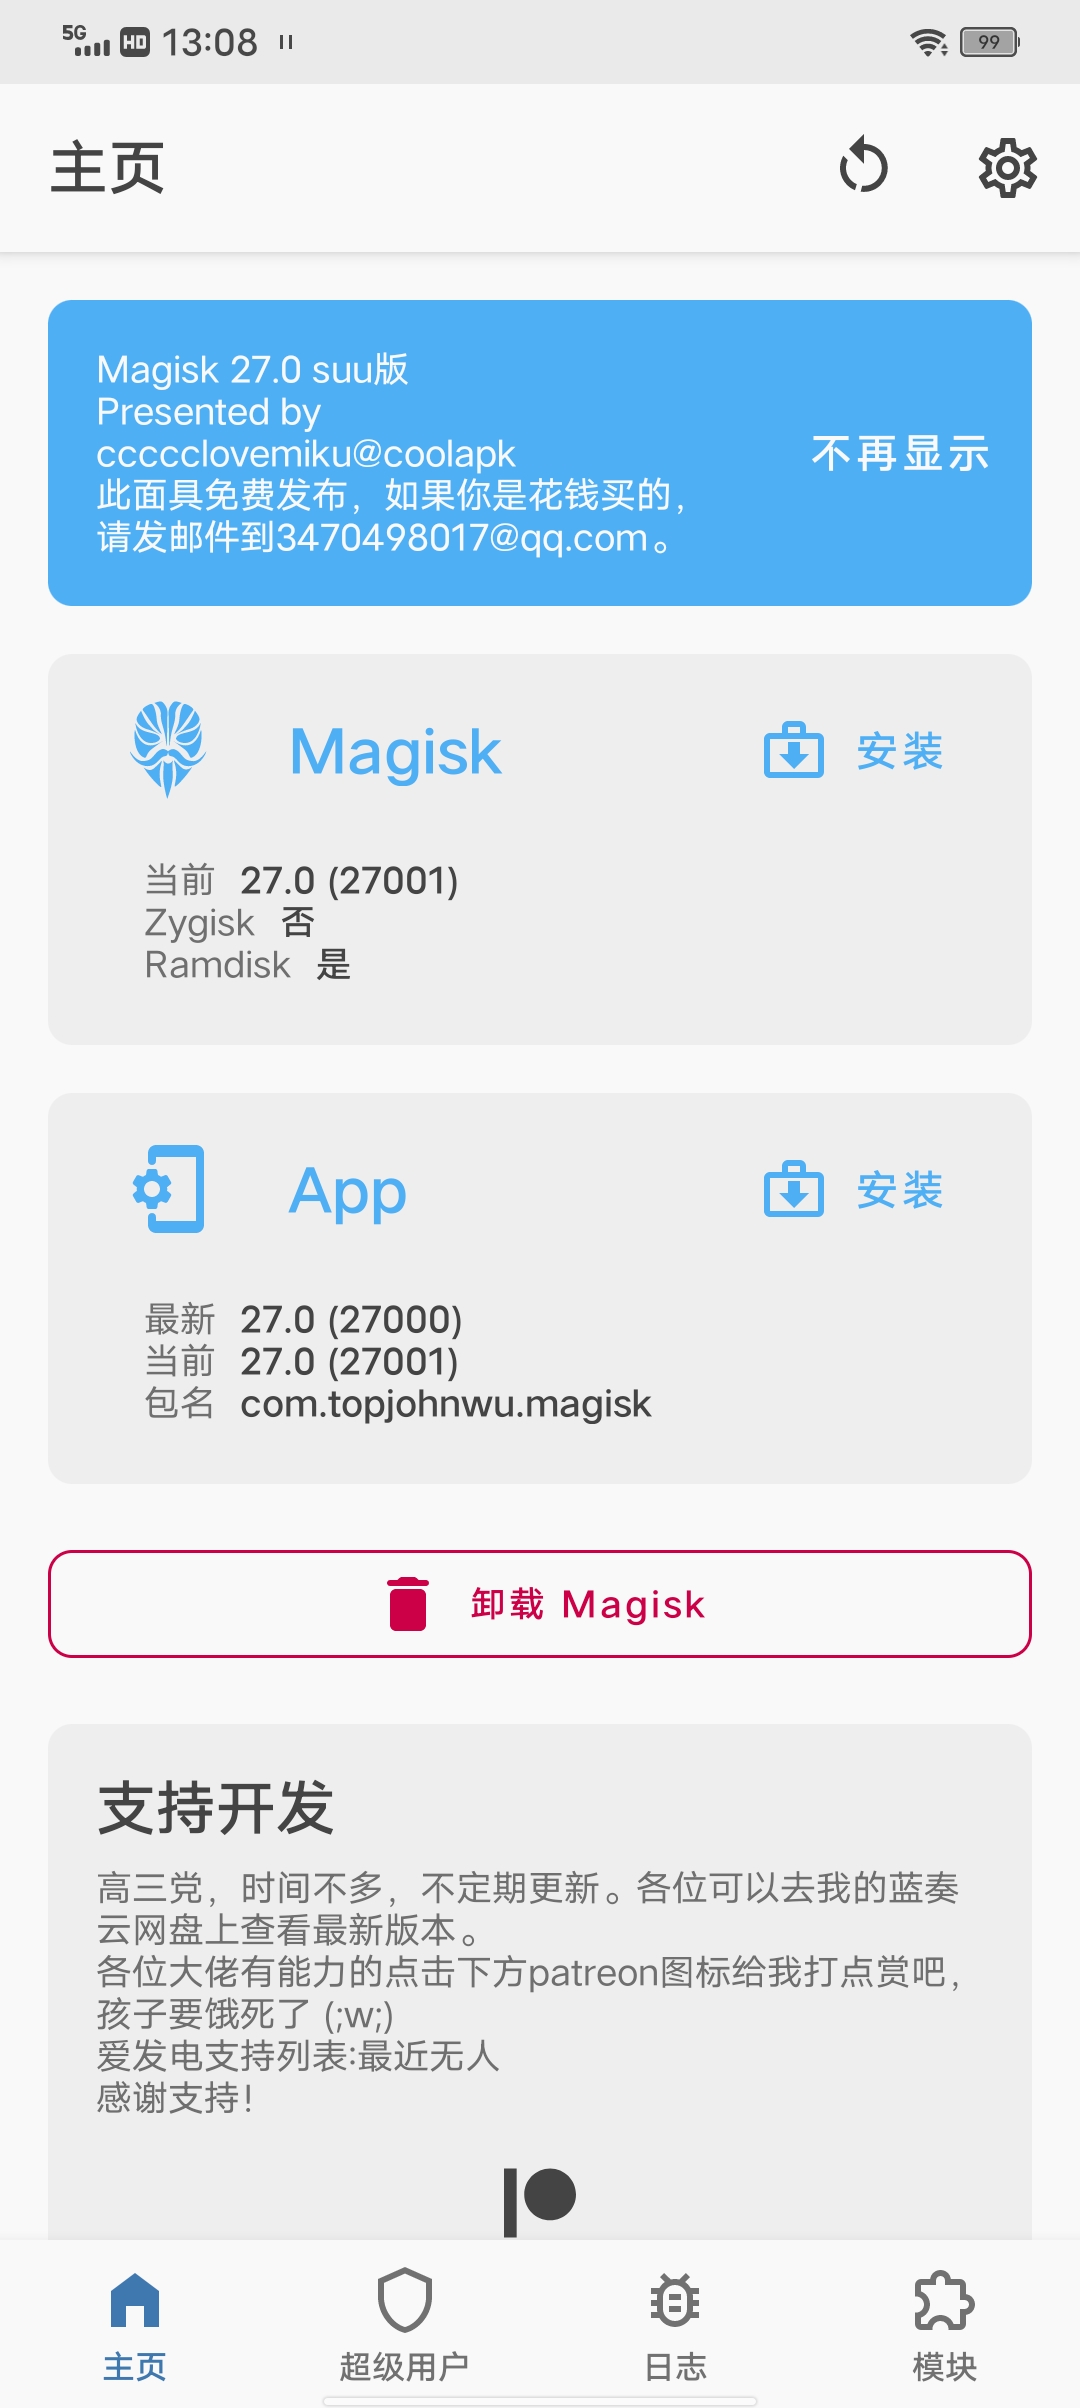 5G HD 13:08 99
主页
Magisk 27.0 suu版
Presented by
cccccclovemiku@coolapk
此面具免费发布，如果你是花钱买的，
请发邮件到3470498017@qq.com。
不再显示
Magisk 安装
当前 27.0 (27001)
Zygisk 否
Ramdisk 是
App 安装
最新 27.0 (27000)
当前 27.0 (27001)
包名 com.topjohnwu.magisk
卸载 Magisk
支持开发
高三党，时间不多，不定期更新。各位可以去我的蓝奏
云网盘上查看最新版本。
各位大佬有能力的点击下方patreon图标给我打点赏吧，
孩子要饿死了 (;w;)
爱发电支持列表:最近无人
感谢支持！
主页 超级用户 日志 模块